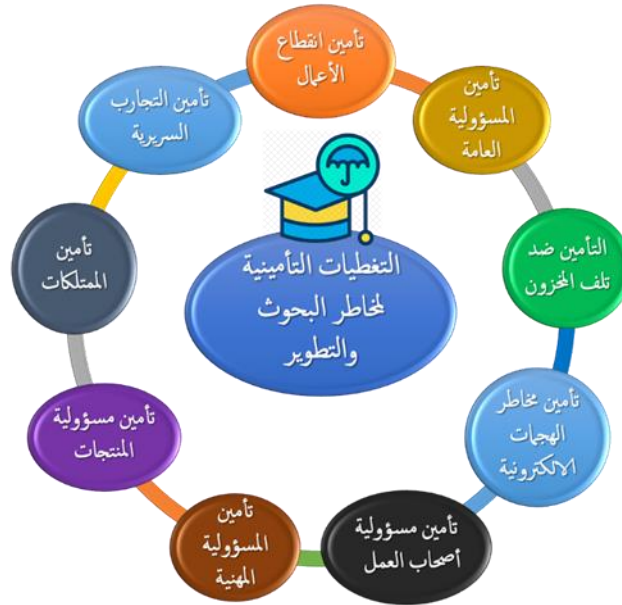 تأمين انقطاع
الأعمال
تأمين
المسؤولية
العامة
التأمين ضد
تلف المخزون
تأمين مخاطر
الهجمات
الالكترونية
تأمين مسؤولية
أصحاب العمل
تأمين
المسؤولية
المهنية
تأمين مسؤولية
المنتجات
تأمين
الممتلكات
تأمين التجارب
السريرية
التغطيات التأمينية
لمخاطر البحوث
والتطوير